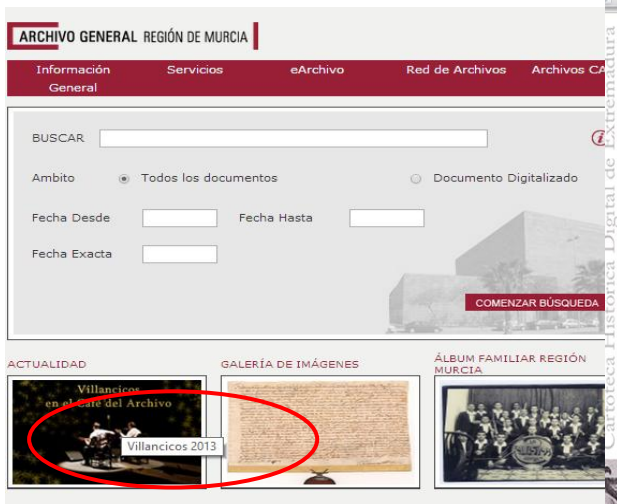 ARCHIVO GENERAL REGIÓN DE MURCIA
Información General
Servicios
eArchivo
Red de Archivos
Archivos CA
BUSCAR
Ambito
Todos los documentos
Documento Digitalizado
Fecha Desde
Fecha Hasta
Fecha Exacta
COMENZAR BÚSQUEDA
ACTUALIDAD
GALERÍA DE IMÁGENES
ÁLBUM FAMILIAR REGIÓN
MURCIA
Villancicos
en el Café del Archivo
Villancicos 2013
Cartoteca Histórica Digital de Extremadura